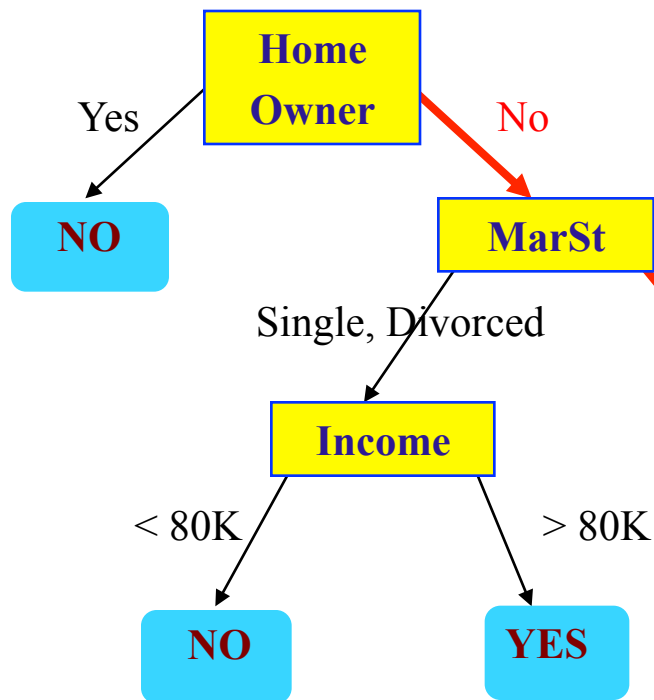 Home
Owner
Yes
No
NO
MarSt
Single, Divorced
Income
< 80K
> 80K
NO
YES